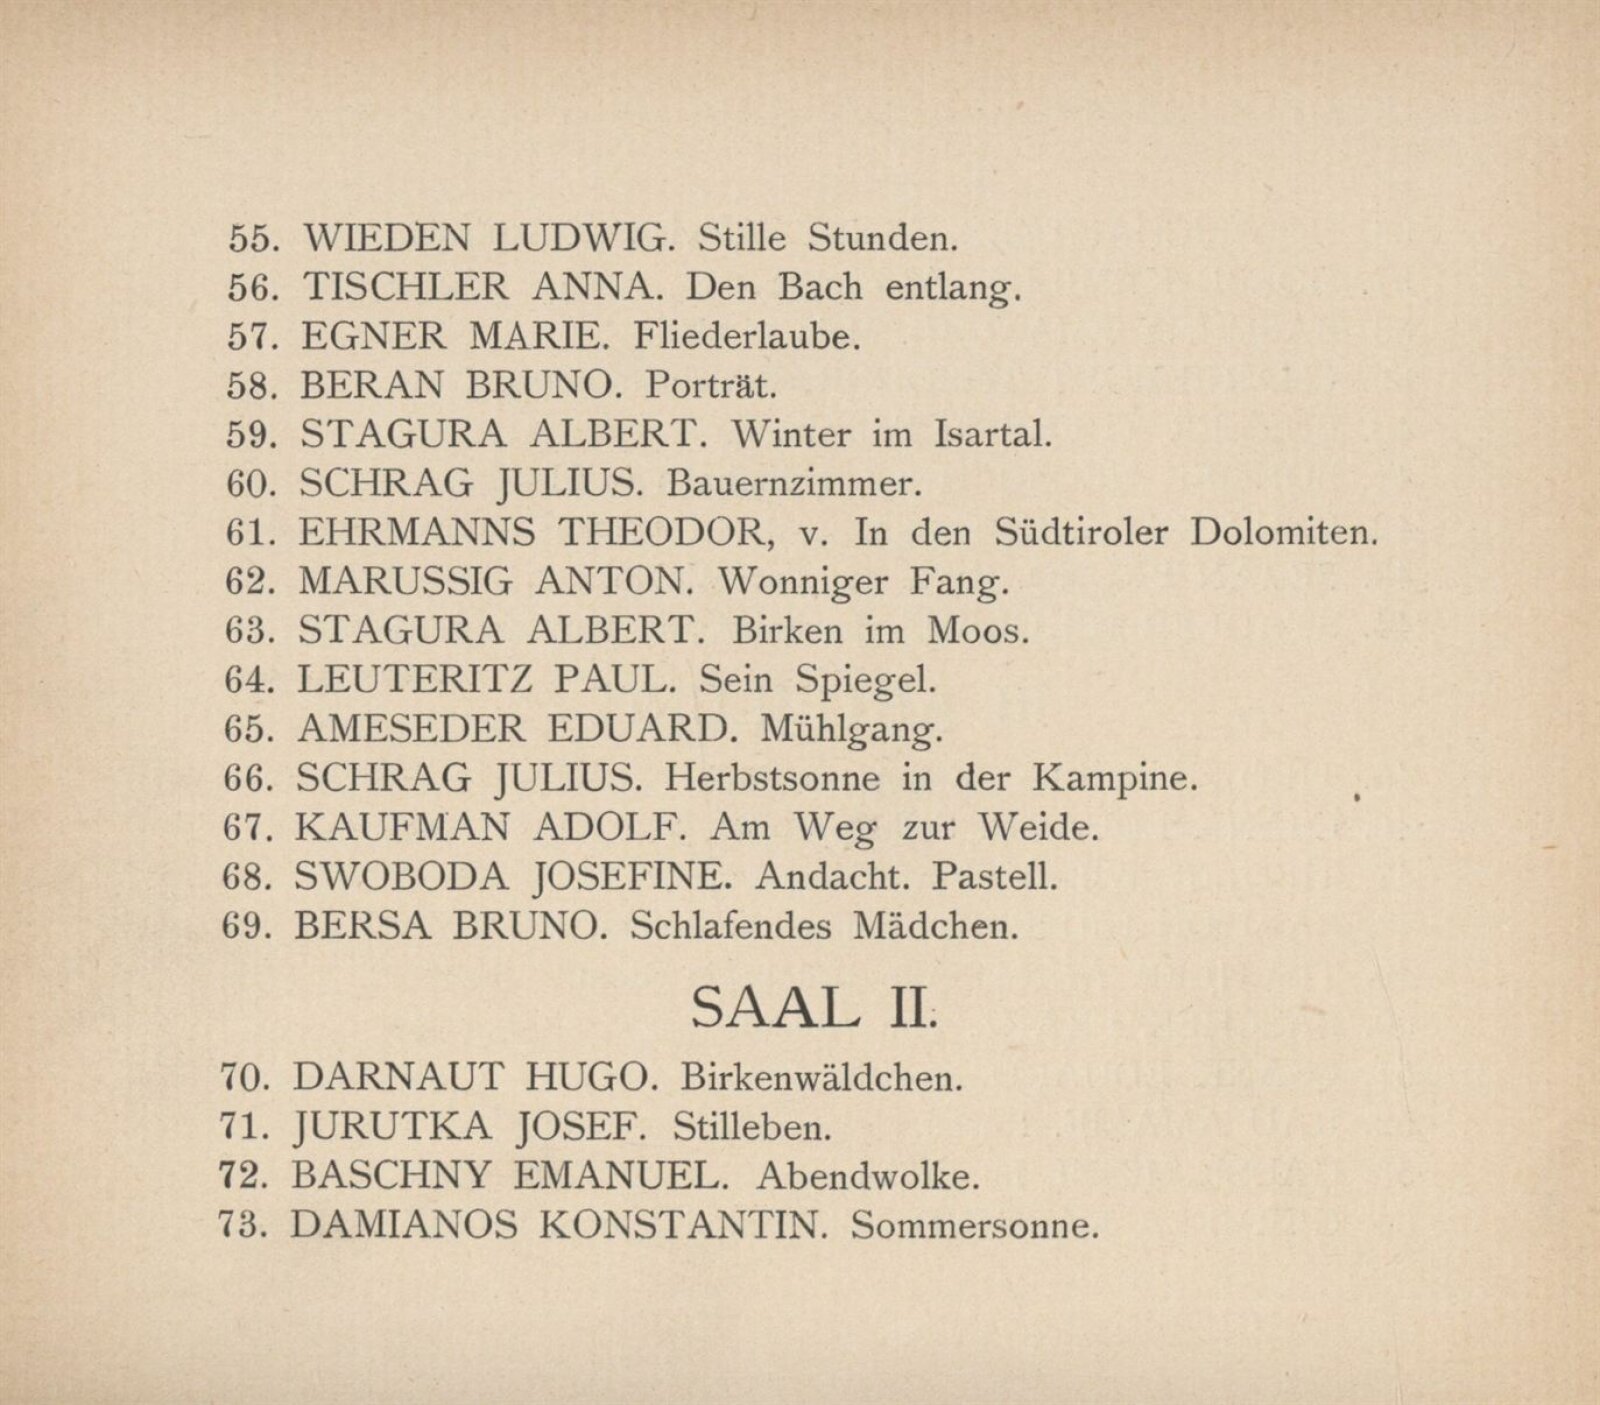 55. WIEDEN LUDWIG. Stille Stunden.
56. TISCHLER ANNA. Den Bach entlang.
57. EGNER MARIE. Fliederlaube.
58. BERAN BRUNO. Porträt.
59. STAGURA ALBERT. Winter im Isartal.
60. SCHRAG JULIUS. Bauernzimmer.
61. EHRMANNS THEODOR, v. In den Südtiroler Dolomiten.
62. MARUSSIG ANTON. Wonniger Fang.
63. STAGURA ALBERT. Birken im Moos.
64. LEUTERITZ PAUL. Sein Spiegel.
65. AMESEDER EDUARD. Mühlgang.
66. SCHRAG JULIUS. Herbstsonne in der Kampine.
67. KAUFMAN ADOLF. Am Weg zur Weide.
68. SWOBODA JOSEFINE. Andacht. Pastell.
69. BERSA BRUNO. Schlafendes Mädchen.
SAAL II.
70. DARNAUT HUGO. Birkenwäldchen.
71. JURUTKA JOSEF. Stilleben.
72. BASCHNY EMANUEL. Abendwolke.
73. DAMIANOS KONSTANTIN. Sommersonne.